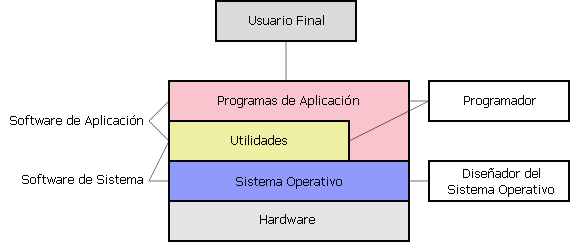 Usuario Final
Programas de Aplicación
Programador
Software de Aplicación
Utilidades
Software de Sistema
Sistema Operativo
Diseñador del
Sistema Operativo
Hardware